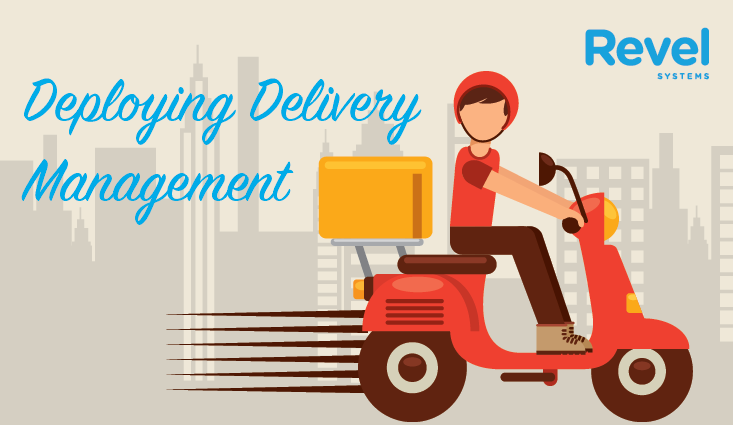 Revel
SYSTEMS
Deploying Delivery
Management